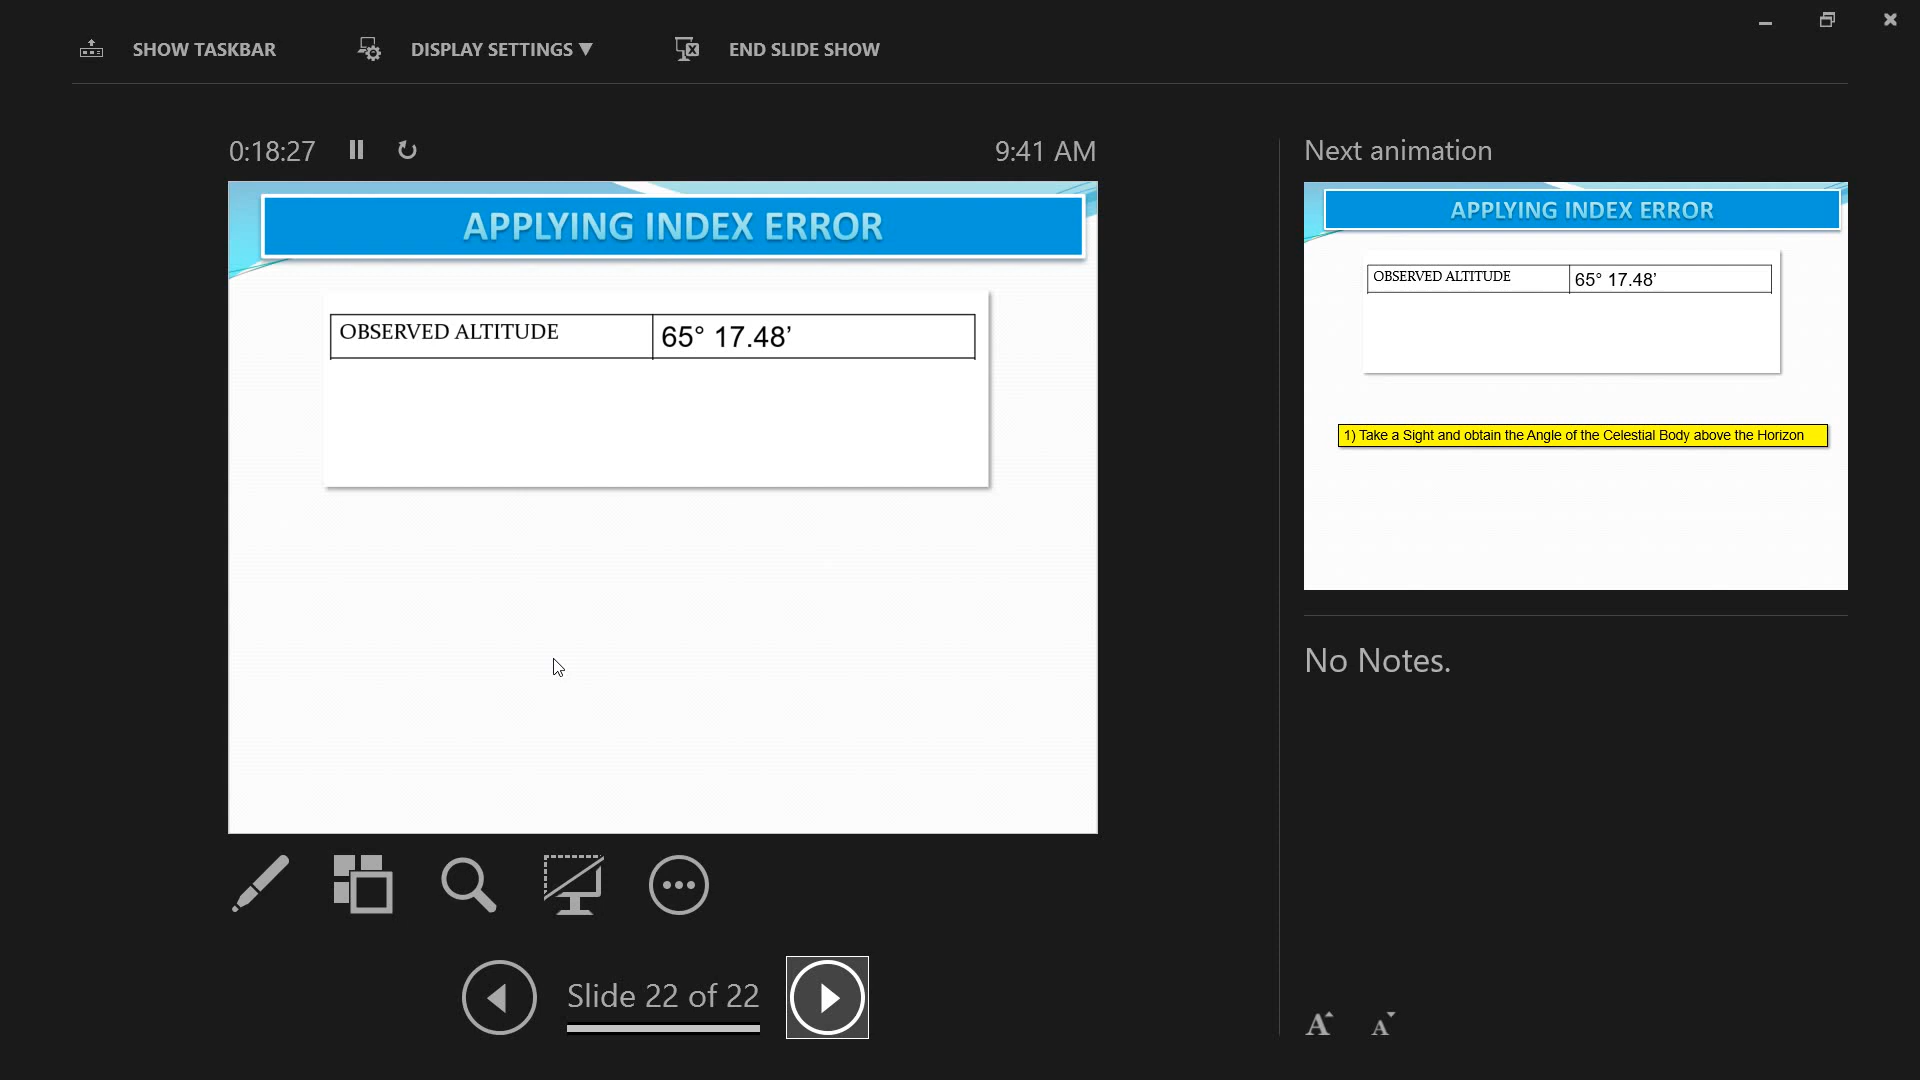 SHOW TASKBAR
DISPLAY SETTINGS ▼
END SLIDE SHOW
0:18:27
9:41 AM
APPLYING INDEX ERROR
OBSERVED ALTITUDE
65° 17.48’
Slide 22 of 22
Next animation
APPLYING INDEX ERROR
OBSERVED ALTITUDE
65° 17.48’
1) Take a Sight and obtain the Angle of the Celestial Body above the Horizon
No Notes.
A A